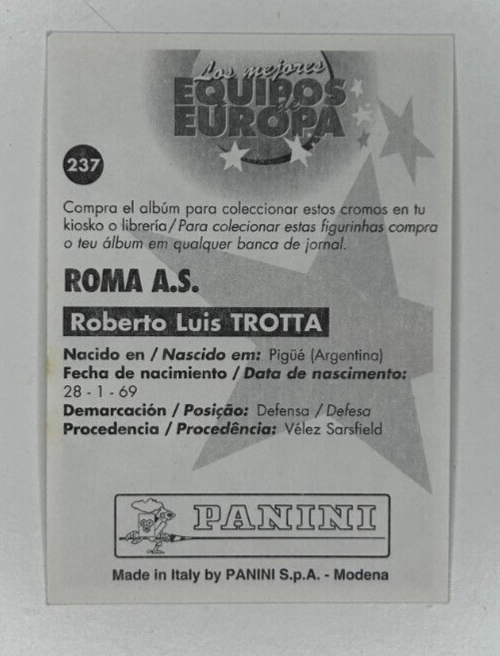 Los mejores
EQUIPOS
de
EUROPA
237
Compra el albúm para coleccionar estos cromos en tu
kiosko o librería/Para colecionar estas figurinhas compra
o teu álbum em qualquer banca de jornal.
ROMA A.S.
Roberto Luis TROTTA
Nacido en / Nascido em: Pigüé (Argentina)
Fecha de nacimiento / Data de nascimento:
28 - 1 - 69
Demarcación / Posição: Defensa / Defesa
Procedencia / Procedência: Vélez Sarsfield
PANINI
Made in Italy by PANINI S.p.A. - Modena